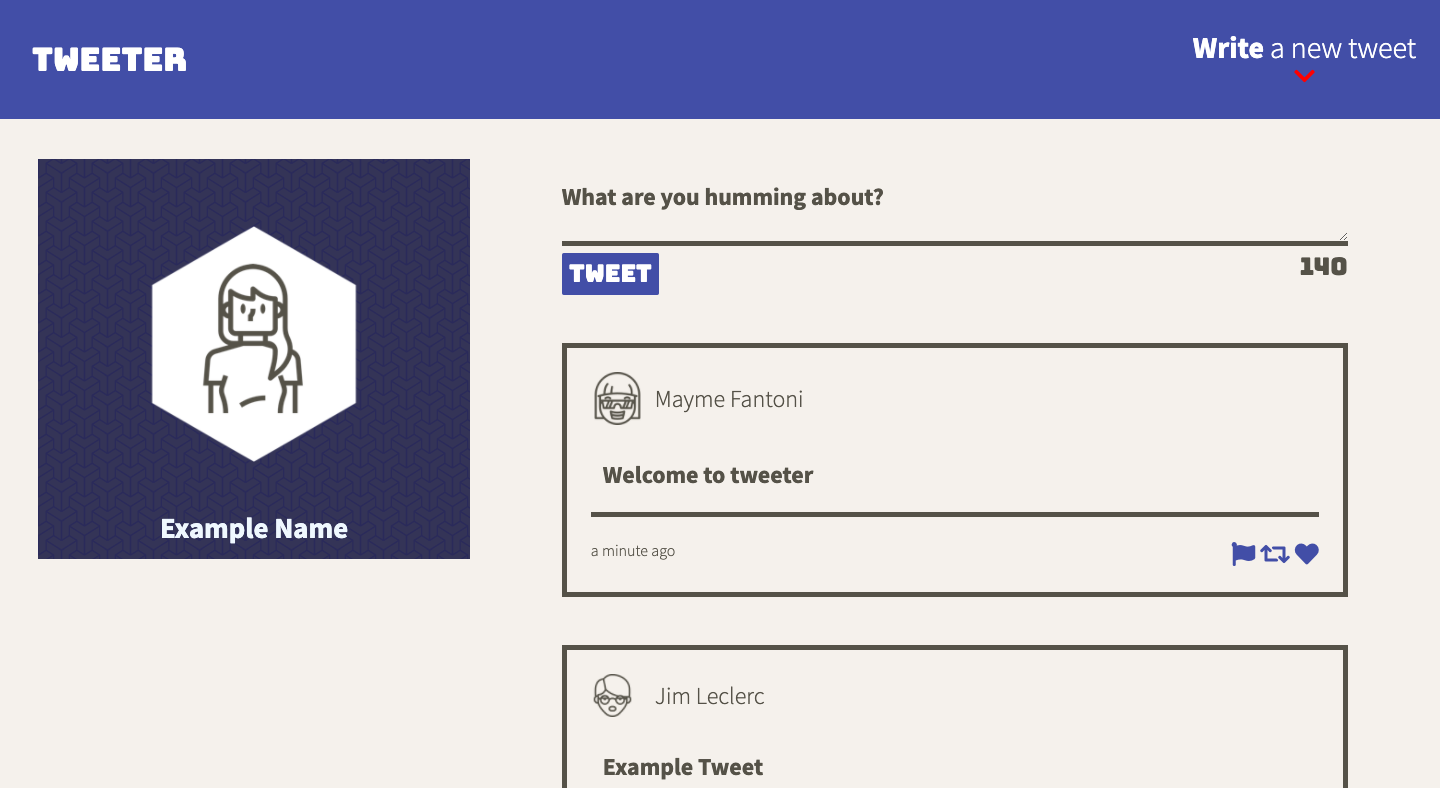 TWEETER
Write a new tweet
Example Name
What are you humming about?
TWEET
140
Mayme Fantoni
Welcome to tweeter
a minute ago
Jim Leclerc
Example Tweet